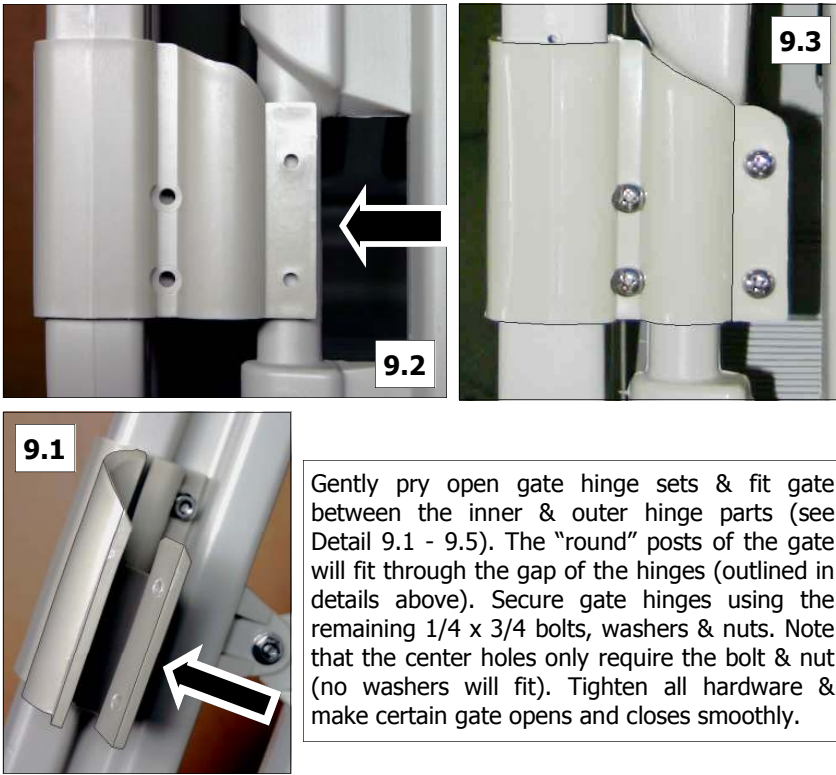 9.3
9.2
9.1
Gently pry open gate hinge sets & fit gate
between the inner & outer hinge parts (see
Detail 9.1 - 9.5). The “round” posts of the gate
will fit through the gap of the hinges (outlined in
details above). Secure gate hinges using the
remaining 1/4 x 3/4 bolts, washers & nuts. Note
that the center holes only require the bolt & nut
(no washers will fit). Tighten all hardware &
make certain gate opens and closes smoothly.